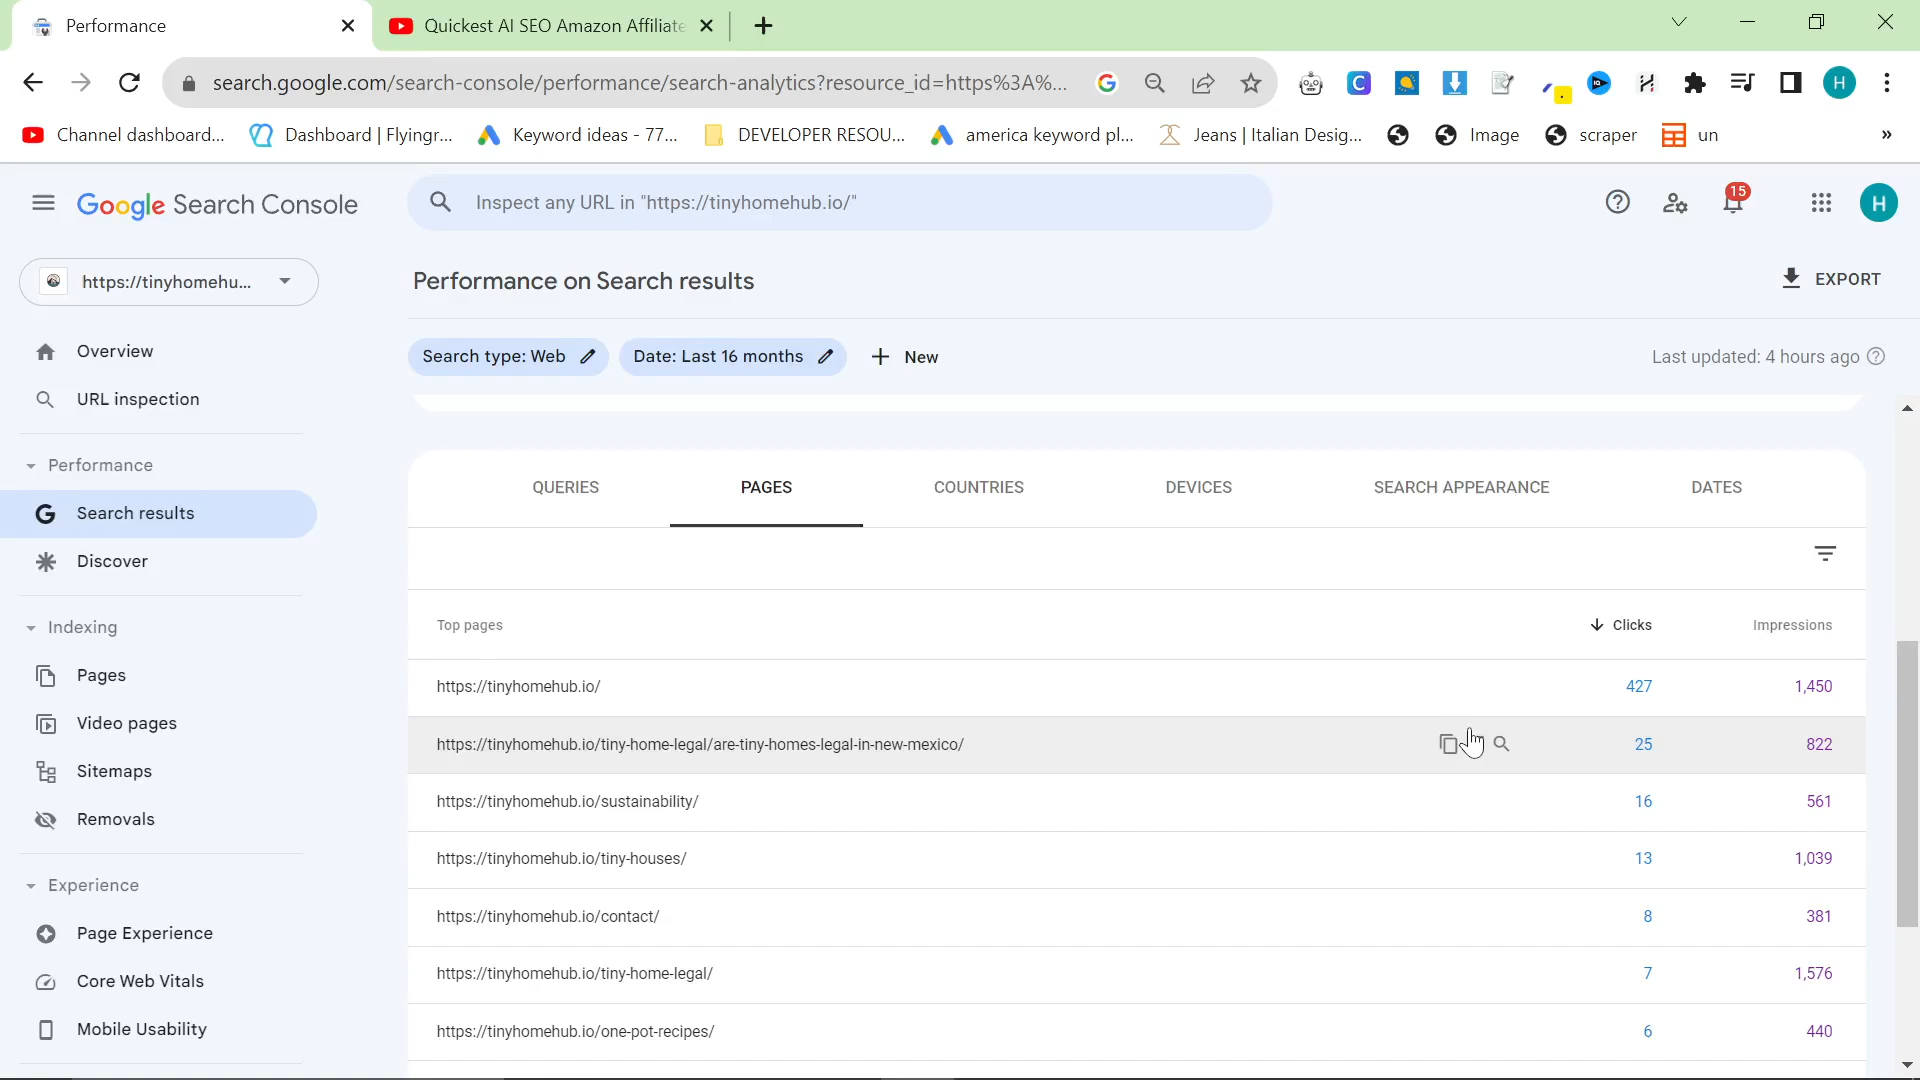 Performance
Quickest AI SEO Amazon Affiliate
search.google.com/search-console/performance/search-analytics?resource_id=https%3A%...
Channel dashboard...
Dashboard | Flyingr...
Keyword ideas - 77...
DEVELOPER RESOU...
america keyword pl...
Jeans | Italian Desig...
Image
scraper
un
»
Google Search Console
Inspect any URL in "https://tinyhomehub.io/"
15
H
https://tinyhomehu...
Performance on Search results
EXPORT
Search type: Web
Date: Last 16 months
New
Last updated: 4 hours ago
Overview
URL inspection
Performance
Search results
Discover
Indexing
Pages
Video pages
Sitemaps
Removals
Experience
Page Experience
Core Web Vitals
Mobile Usability
QUERIES PAGES COUNTRIES DEVICES SEARCH APPEARANCE DATES
Top pages Clicks Impressions
https://tinyhomehub.io/ 427 1,450
https://tinyhomehub.io/tiny-home-legal/are-tiny-homes-legal-in-new-mexico/ 25 822
https://tinyhomehub.io/sustainability/ 16 561
https://tinyhomehub.io/tiny-houses/ 13 1,039
https://tinyhomehub.io/contact/ 8 381
https://tinyhomehub.io/tiny-home-legal/ 7 1,576
https://tinyhomehub.io/one-pot-recipes/ 6 440